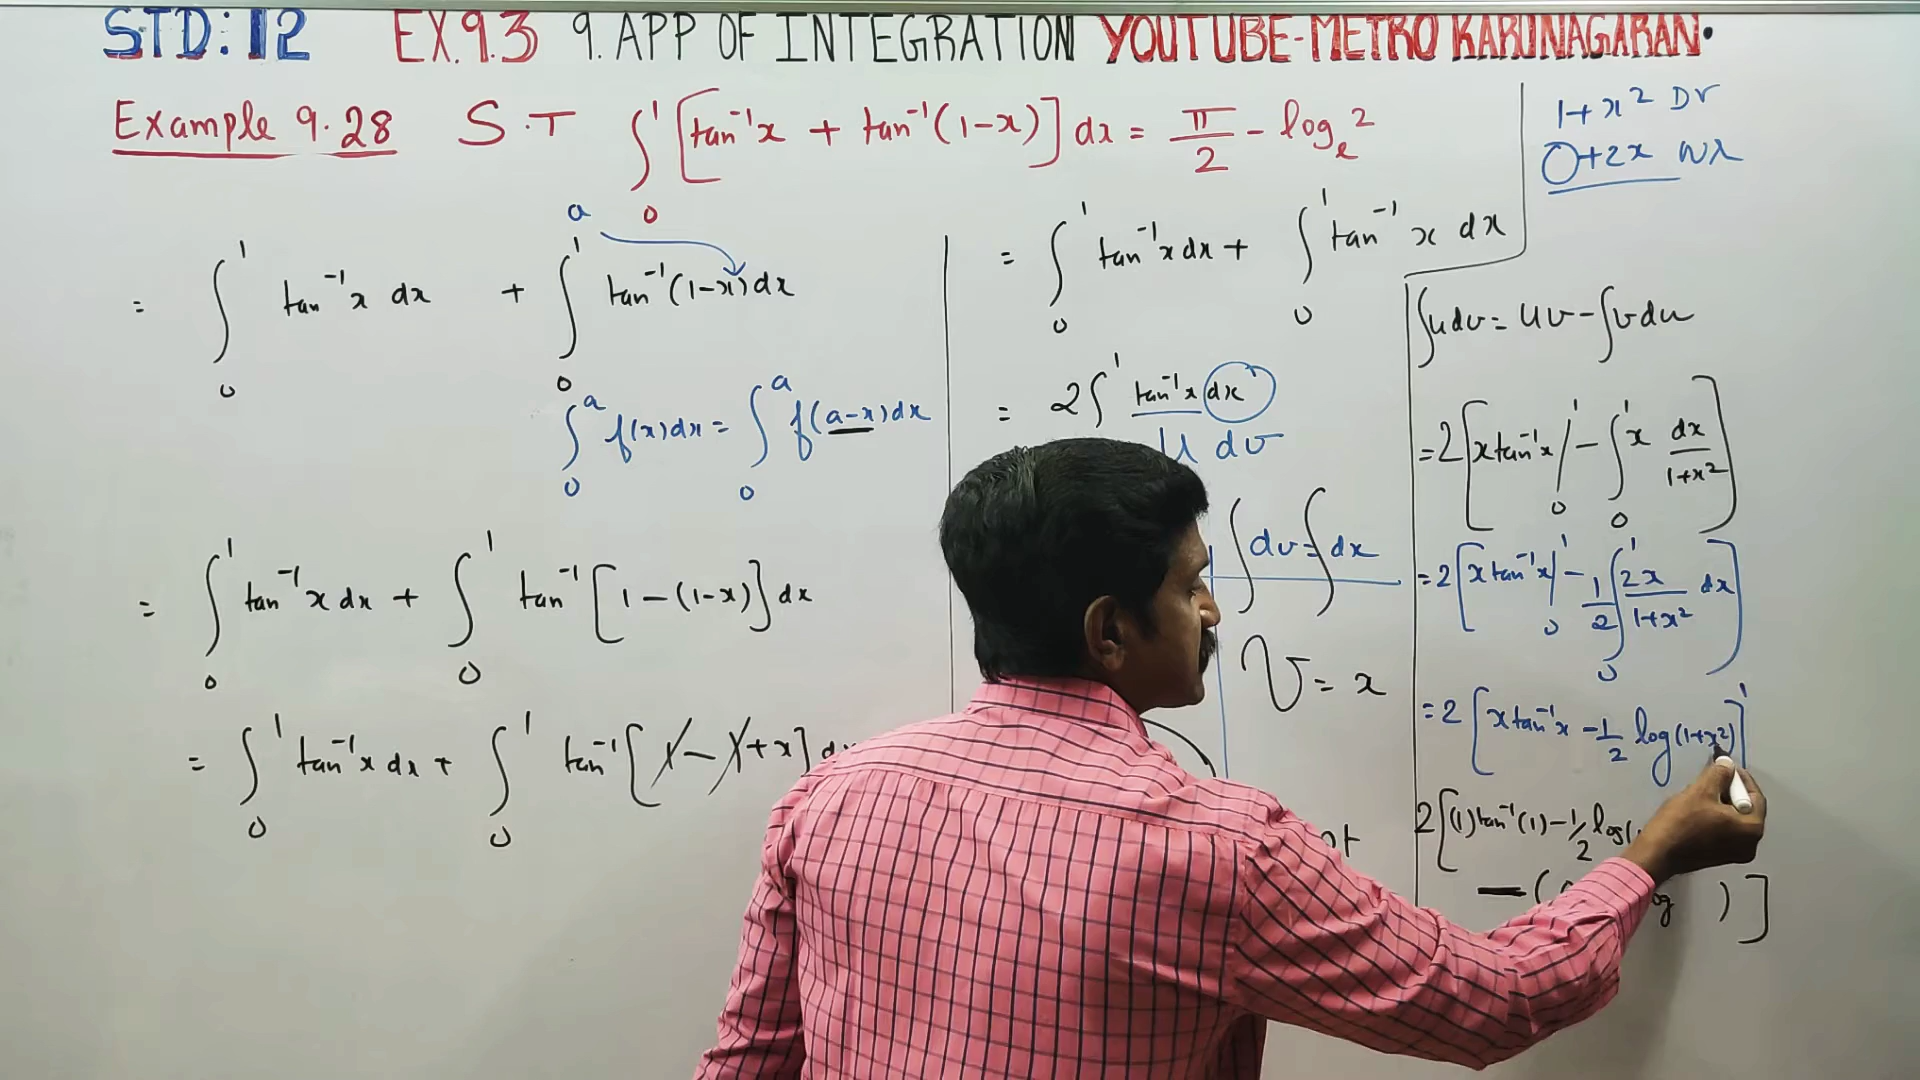 STD: 12 EX.9.3 9. APP OF INTEGRATION YOUTUBE-METRO KARUNAGARAN.
Example 9.28 S.T ∫₀¹ [tan⁻¹x + tan⁻¹(1-x)] dx = π/2 - logₑ2
= ∫₀¹ tan⁻¹x dx + ∫₀¹ tan⁻¹(1-x) dx
a
∫₀ᵃ f(x)dx = ∫₀ᵃ f(a-x)dx
= ∫₀¹ tan⁻¹x dx + ∫₀¹ tan⁻¹[1-(1-x)]dx
= ∫₀¹ tan⁻¹x dx + ∫₀¹ tan⁻¹[1-1+x] d
= ∫₀¹ tan⁻¹x dx + ∫₀¹ tan⁻¹x dx
= 2∫¹ tan⁻¹x dx
u dv
∫dv = ∫dx
v = x
1+x² Dr
0+2x Nr
∫u dv = uv - ∫v du
= 2[x tan⁻¹x/₀¹ - ∫₀¹ x dx/1+x²]
= 2[x tan⁻¹x|₀¹ - 1/2 ∫₀¹ 2x/1+x² dx]
= 2[x tan⁻¹x - 1/2 log(1+x²)]¹
2[(1)tan⁻¹(1) - 1/2 log(
-( )]